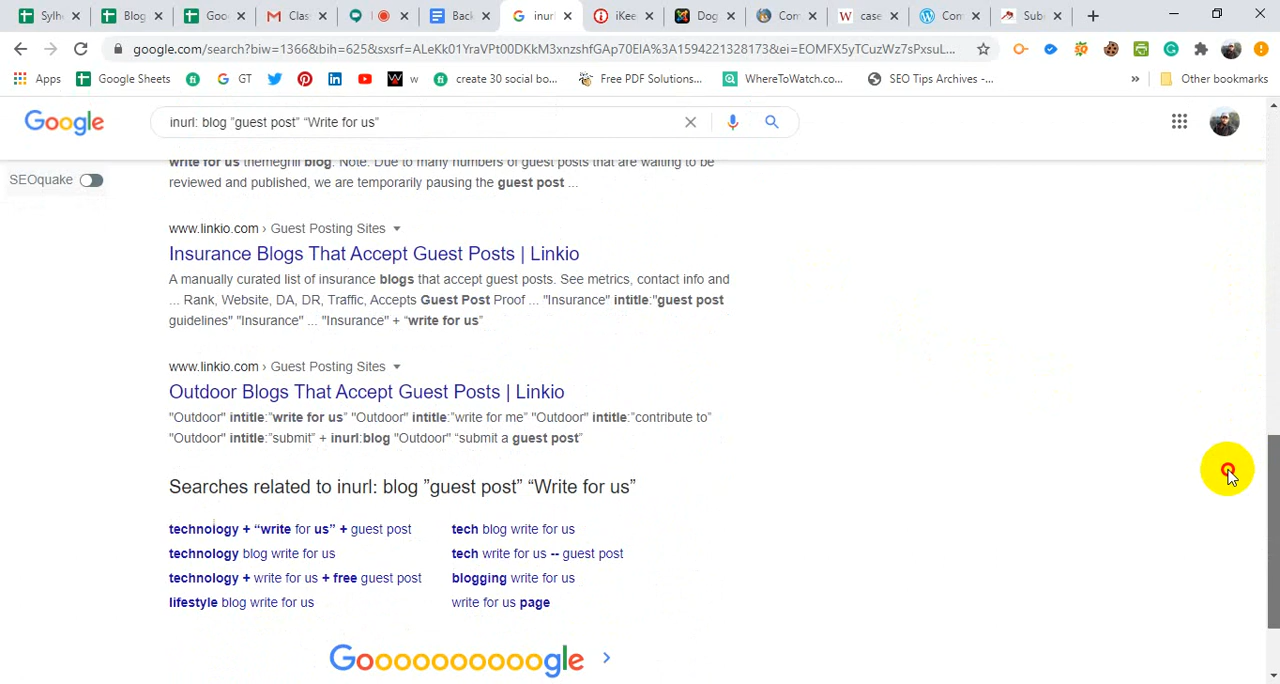 Sylh
Blog
Goo
Clas
Back
inurl
iKee
Dog
Com
case
Con
Sub
google.com/search?biw=1366&bih=625&sxsrf=ALeKk01YraVPt00DKkM3xnzshfGAp70EIA%3A1594221328173&ei=EOMFX5yTCuzWz7sPxsuL...
Apps
Google Sheets
GT
w
create 30 social bo...
Free PDF Solutions...
WhereToWatch.co...
SEO Tips Archives -...
»
Other bookmarks
Google
inurl: blog ”guest post” “Write for us”
SEOquake
write for us themegrill blog. Note: Due to many numbers of guest posts that are waiting to be
reviewed and published, we are temporarily pausing the guest post ...
www.linkio.com › Guest Posting Sites
Insurance Blogs That Accept Guest Posts | Linkio
A manually curated list of insurance blogs that accept guest posts. See metrics, contact info and
... Rank, Website, DA, DR, Traffic, Accepts Guest Post Proof ... "Insurance" intitle:"guest post
guidelines" "Insurance" ... "Insurance" + “write for us”
www.linkio.com › Guest Posting Sites
Outdoor Blogs That Accept Guest Posts | Linkio
"Outdoor" intitle:”write for us” "Outdoor" intitle:”write for me” "Outdoor" intitle:”contribute to”
"Outdoor" intitle:”submit” + inurl:blog "Outdoor" “submit a guest post”
Searches related to inurl: blog ”guest post” “Write for us”
technology + “write for us” + guest post
technology blog write for us
technology + write for us + free guest post
lifestyle blog write for us
tech blog write for us
tech write for us -- guest post
blogging write for us
write for us page
Goooooooooogle